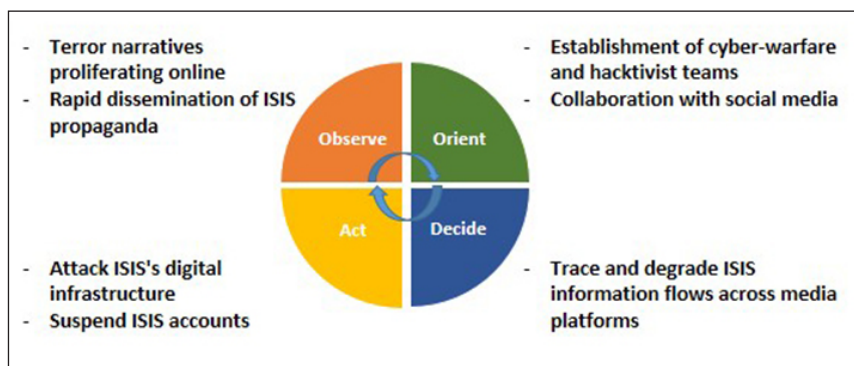 - Terror narratives
proliferating online
- Rapid dissemination of ISIS
propaganda
- Establishment of cyber-warfare
and hacktivist teams
- Collaboration with social media
Observe
Orient
Act
Decide
- Attack ISIS's digital
infrastructure
- Suspend ISIS accounts
- Trace and degrade ISIS
information flows across media
platforms